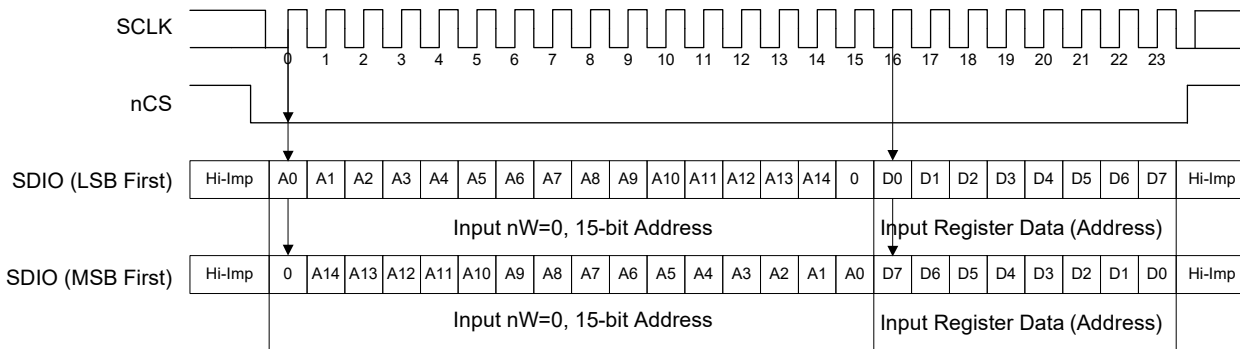 SCLK
0 1 2 3 4 5 6 7 8 9 10 11 12 13 14 15 16 17 18 19 20 21 22 23
nCS
SDIO (LSB First) Hi-Imp A0 A1 A2 A3 A4 A5 A6 A7 A8 A9 A10 A11 A12 A13 A14 0 D0 D1 D2 D3 D4 D5 D6 D7 Hi-Imp
Input nW=0, 15-bit Address Input Register Data (Address)
SDIO (MSB First) Hi-Imp 0 A14 A13 A12 A11 A10 A9 A8 A7 A6 A5 A4 A3 A2 A1 A0 D7 D6 D5 D4 D3 D2 D1 D0 Hi-Imp
Input nW=0, 15-bit Address Input Register Data (Address)